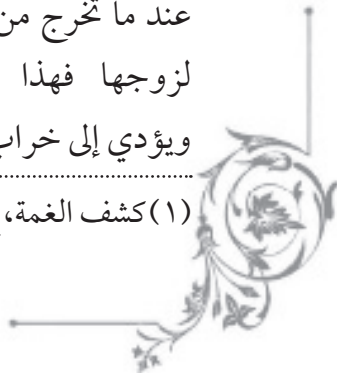 عند ما تخرج من
لزوجها فهذا
ويؤدي إلى خراب
(١) كشف الغمة،